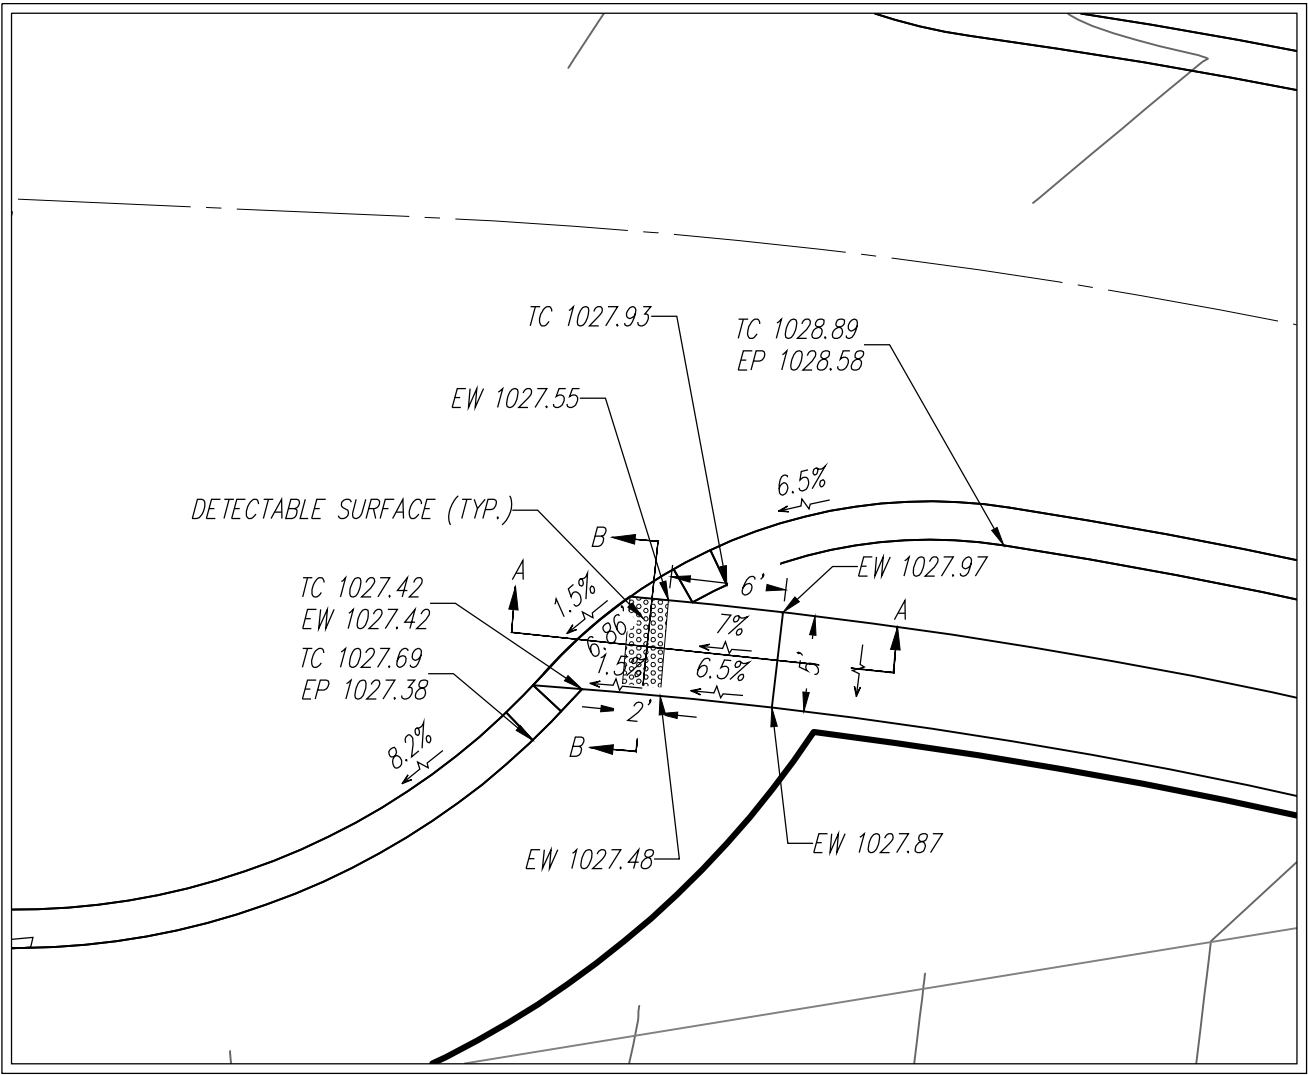 TC 1027.93
TC 1028.89
EP 1028.58
EW 1027.55
6.5%
DETECTABLE SURFACE (TYP.)
B
A
TC 1027.42
EW 1027.42
1.5%
6'
EW 1027.97
A
6.86'
7%
TC 1027.69
EP 1027.38
1.5%
6.5%
5'
2'
8.2%
B
EW 1027.48
EW 1027.87